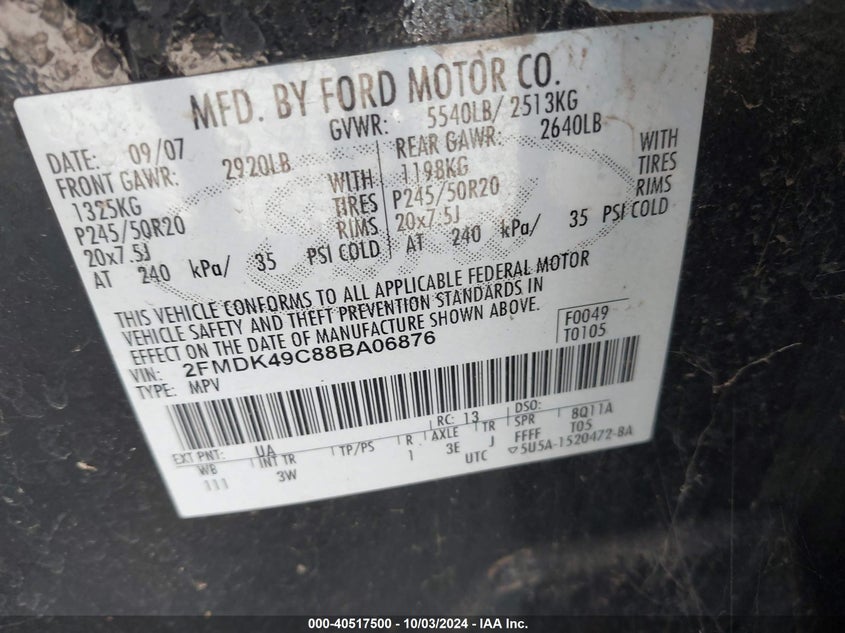 MFD. BY FORD MOTOR CO.
DATE: 09/07 GVWR: 5540LB/ 2513KG
FRONT GAWR: 2920LB REAR GAWR: 2640LB
1325KG WITH 1198KG WITH
P245/50R20 TIRES P245/50R20 TIRES
20x7.5J RIMS 20x7.5J RIMS
AT 240 kPa/ 35 PSI COLD AT 240 kPa/ 35 PSI COLD
THIS VEHICLE CONFORMS TO ALL APPLICABLE FEDERAL MOTOR
VEHICLE SAFETY AND THEFT PREVENTION STANDARDS IN
EFFECT ON THE DATE OF MANUFACTURE SHOWN ABOVE.
VIN: 2FMDK49C88BA06876 F0049
TYPE: MPV T0105
EXT PNT: UA RC: 13 DSO: 8Q11A
WB INT TR TP/PS R AXLE TR SPR T05
111 3W 1 3E J FFFF
UTC ▽5U5A-1520472-BA
000-40517500 - 10/03/2024 - IAA Inc.